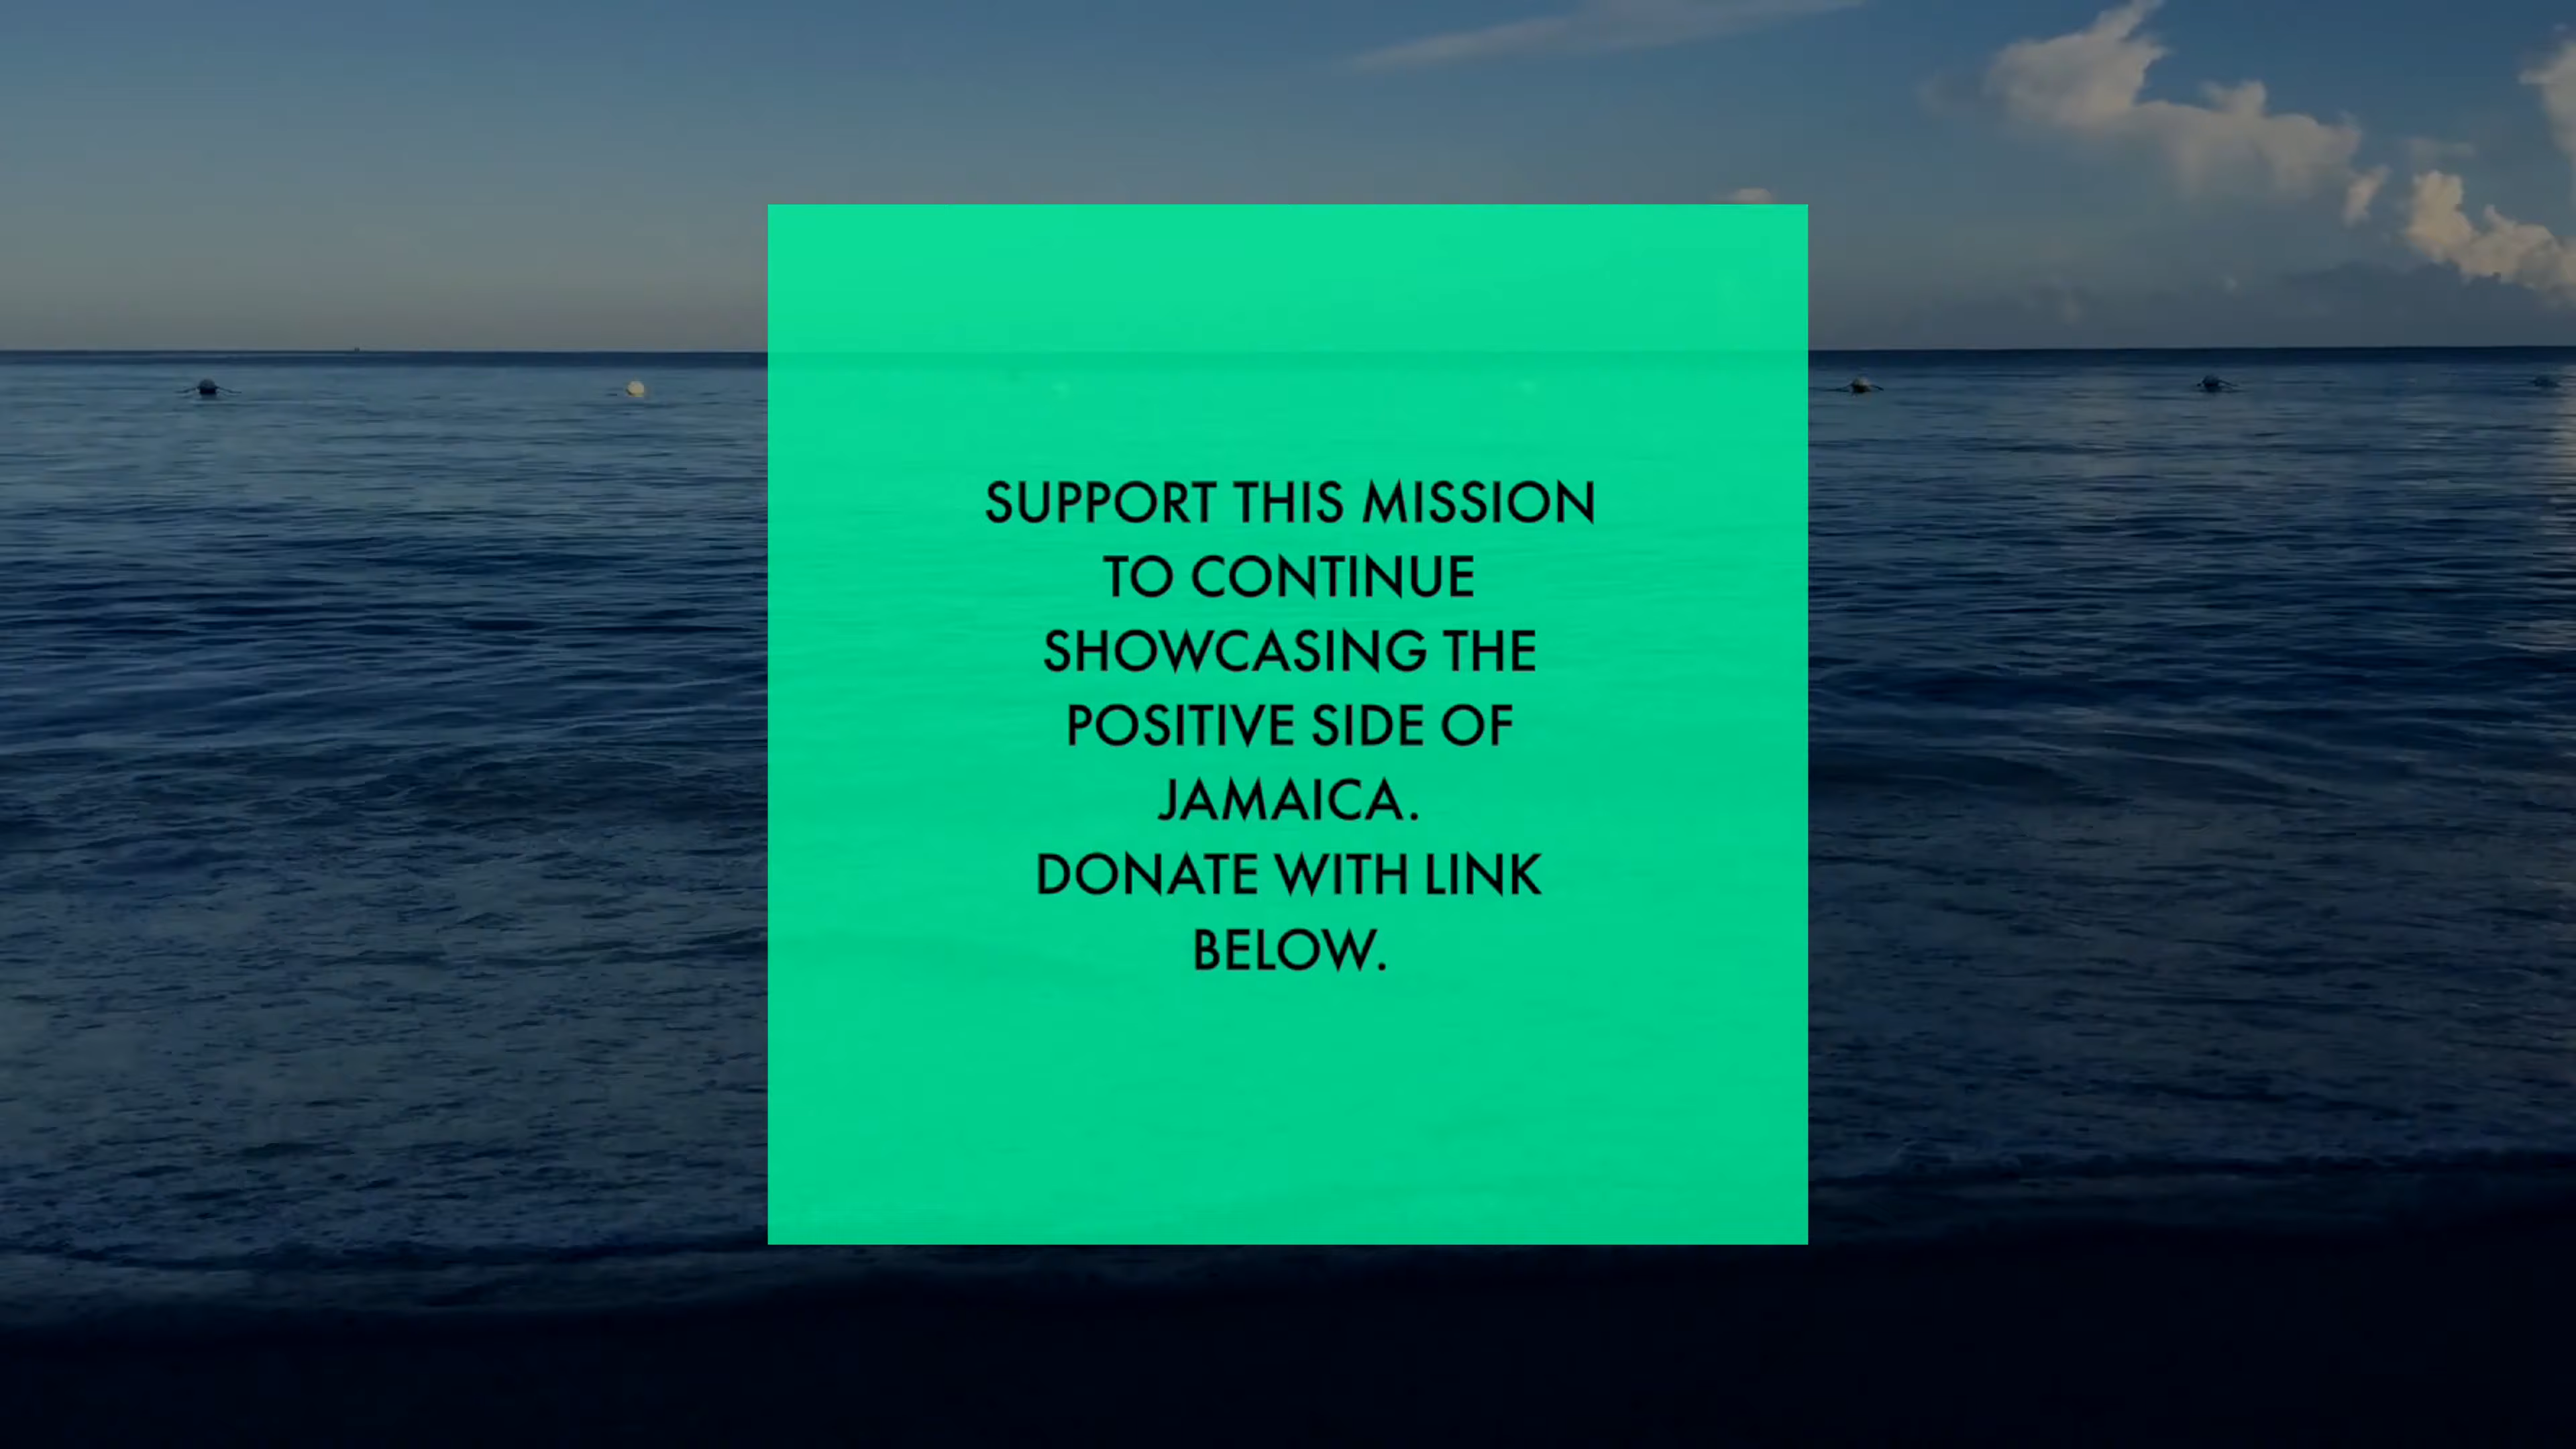 SUPPORT THIS MISSION
TO CONTINUE
SHOWCASING THE
POSITIVE SIDE OF
JAMAICA.
DONATE WITH LINK
BELOW.